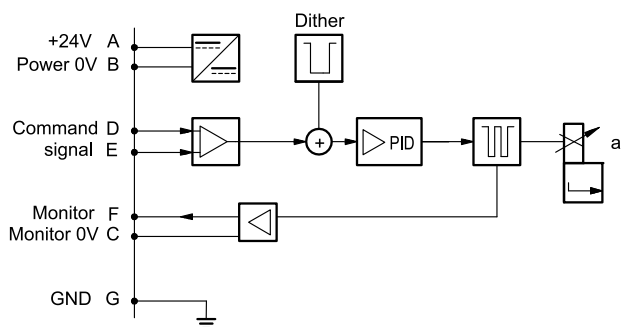 Dither
+24V A
Power 0V B
Command D
signal E
+
PID
a
Monitor F
Monitor 0V C
GND G